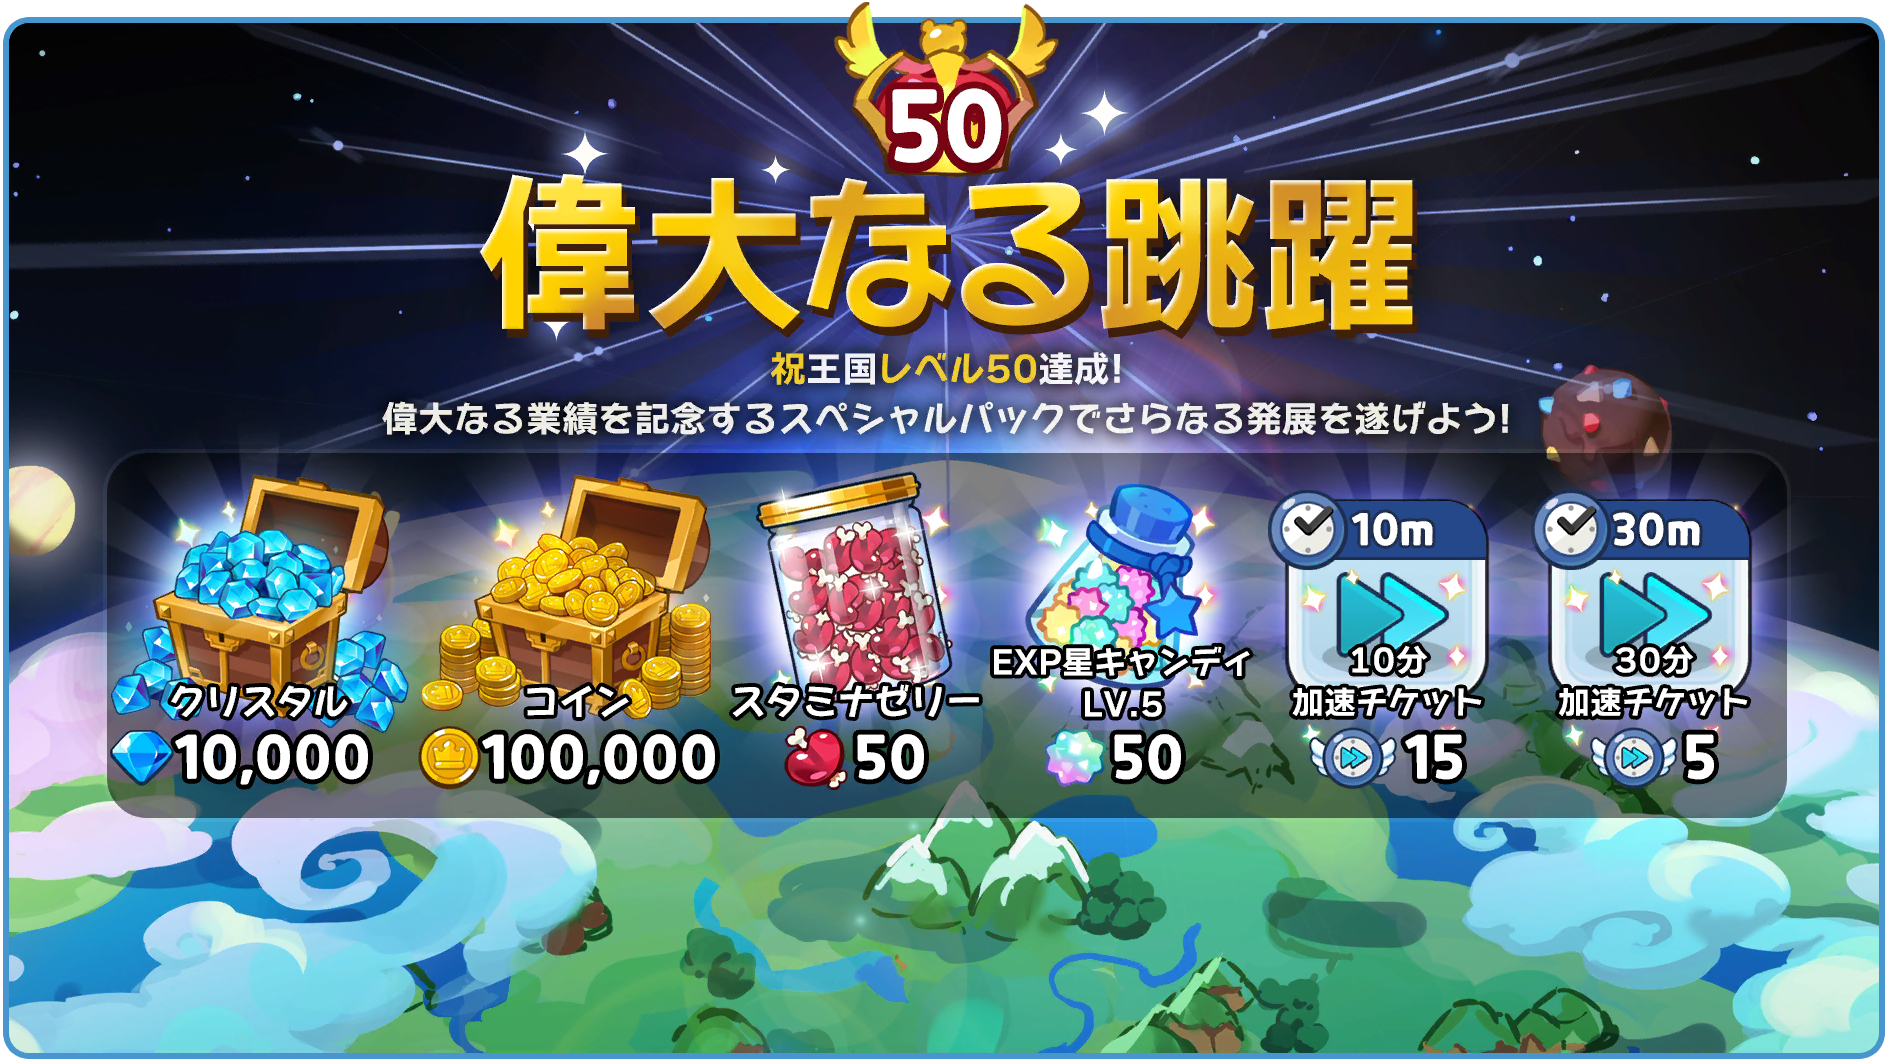 50
偉大なる跳躍
祝王国レベル50達成!
偉大なる業績を記念するスペシャルパックでさらなる発展を遂げよう!
クリスタル
10,000
コイン
100,000
スタミナゼリー
50
EXP星キャンディ
LV.5
50
10m
10分
加速チケット
15
30m
30分
加速チケット
5